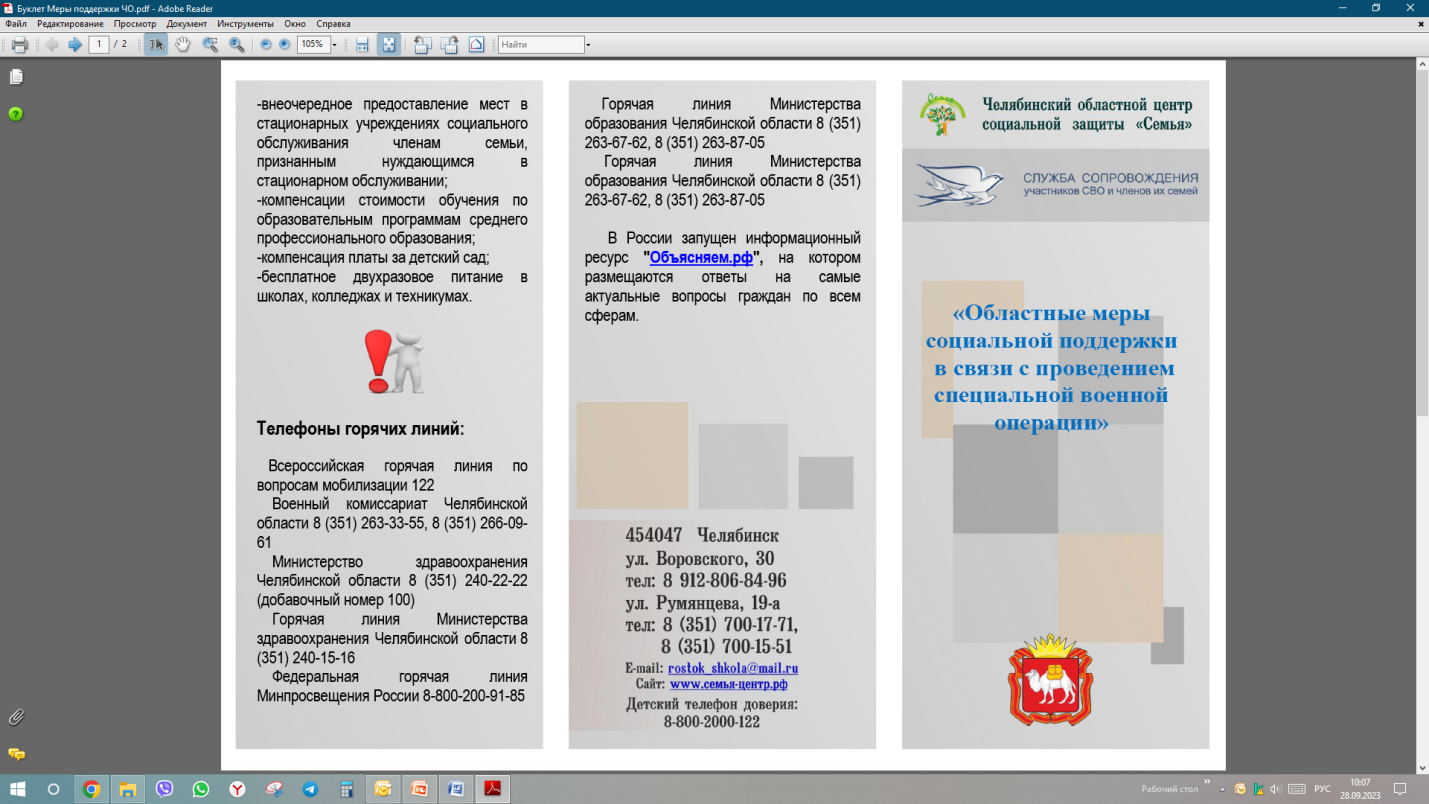 Буклет Меры поддержки ЧО.pdf - Adobe Reader
Файл Редактирование Просмотр Документ Инструменты Окно Справка
1 / 2 105% Найти
-внеочередное предоставление мест в
стационарных учреждениях социального
обслуживания членам семьи,
признанным нуждающимся в
стационарном обслуживании;
-компенсации стоимости обучения по
образовательным программам среднего
профессионального образования;
-компенсация платы за детский сад;
-бесплатное двухразовое питание в
школах, колледжах и техникумах.
Телефоны горячих линий:
Всероссийская горячая линия по
вопросам мобилизации 122
Военный комиссариат Челябинской
области 8 (351) 263-33-55, 8 (351) 266-09-
61
Министерство здравоохранения
Челябинской области 8 (351) 240-22-22
(добавочный номер 100)
Горячая линия Министерства
здравоохранения Челябинской области 8
(351) 240-15-16
Федеральная горячая линия
Минпросвещения России 8-800-200-91-85
Горячая линия Министерства
образования Челябинской области 8 (351)
263-67-62, 8 (351) 263-87-05
Горячая линия Министерства
образования Челябинской области 8 (351)
263-67-62, 8 (351) 263-87-05
В России запущен информационный
ресурс "Объясняем.рф", на котором
размещаются ответы на самые
актуальные вопросы граждан по всем
сферам.
454047 Челябинск
ул. Воровского, 30
тел: 8 912-806-84-96
ул. Румянцева, 19-а
тел: 8 (351) 700-17-71,
8 (351) 700-15-51
E-mail: rostok_shkola@mail.ru
Сайт: www.семья-центр.рф
Детский телефон доверия:
8-800-2000-122
Семья
Челябинский областной центр
социальной защиты «Семья»
СЛУЖБА СОПРОВОЖДЕНИЯ
участников СВО и членов их семей
«Областные меры
социальной поддержки
в связи с проведением
специальной военной
операции»
Рабочий стол
РУС
10:07
28.09.2023